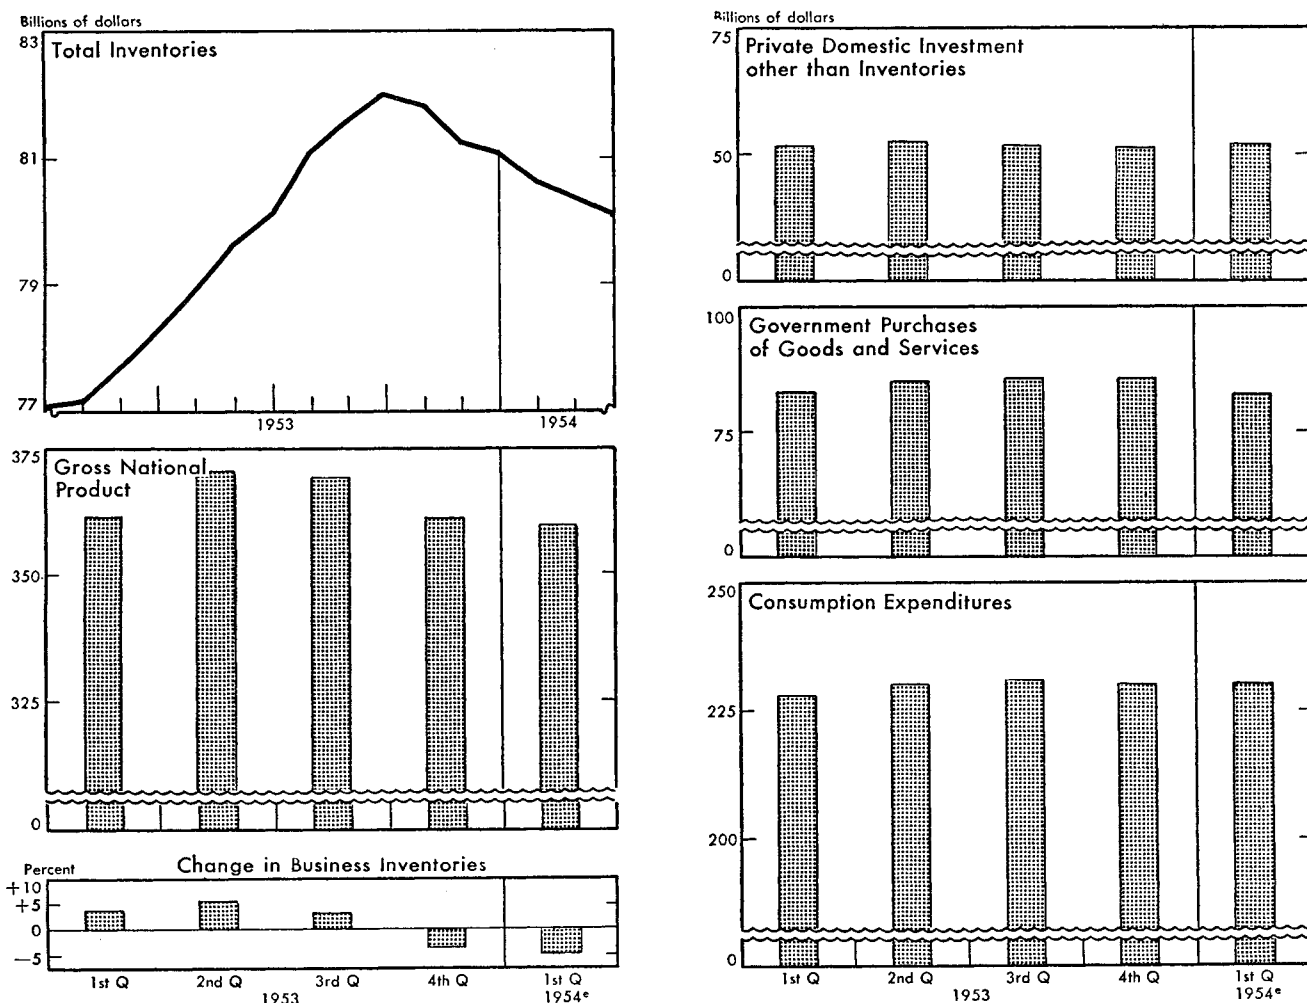 Billions of dollars
83
Total Inventories
81
79
77
1953
1954
375
Gross National
Product
350
325
0
Percent
Change in Business Inventories
+10
+5
0
—5
1st Q
2nd Q
3rd Q
4th Q
1st Q
1953
1954e
Billions of dollars
75
Private Domestic Investment
other than Inventories
50
0
100
Government Purchases
of Goods and Services
75
0
250
Consumption Expenditures
225
200
0
1st Q
2nd Q
3rd Q
4th Q
1st Q
1953
1954e